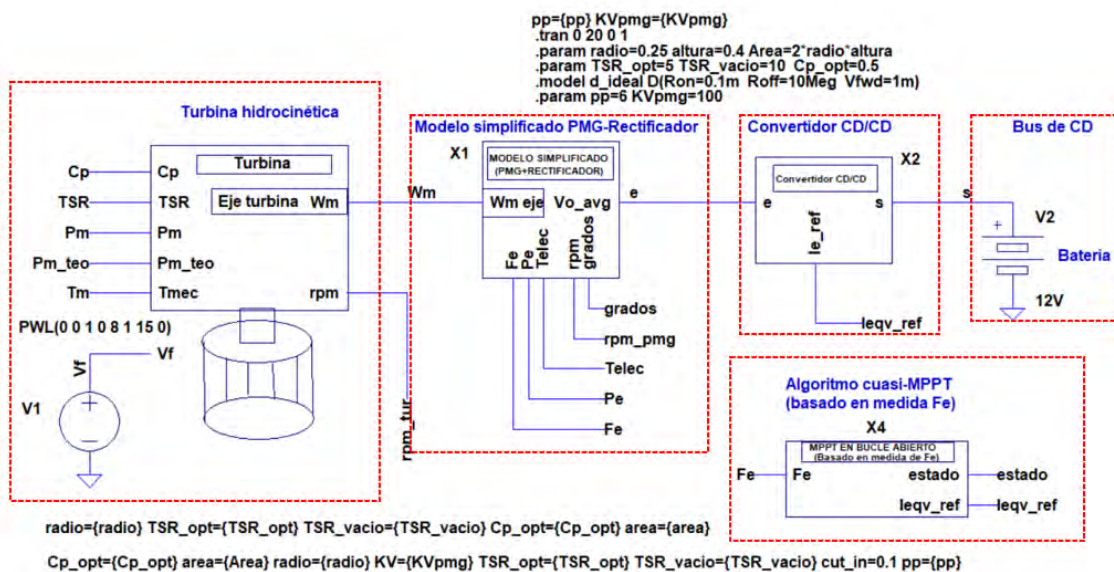 pp={pp} KVpmg={KVpmg}
.tran 0 20 0 1
.param radio=0.25 altura=0.4 Area=2*radio*altura
.param TSR_opt=5 TSR_vacio=10 Cp_opt=0.5
.model d_ideal D(Ron=0.1m Roff=10Meg Vfwd=1m)
.param pp=6 KVpmg=100
Turbina hidrocinética
Cp
TSR
Pm
Pm_teo
Tm
Cp
TSR
Pm
Pm_teo
Tmec
Turbina
Eje turbina
Wm
rpm
PWL(0 0 1 0 8 1 15 0)
Vf
Vf
V1
rpm_tur
Modelo simplificado PMG-Rectificador
X1
MODELO SIMPLIFICADO
(PMG+RECTIFICADOR)
Wm
Wm eje
Vo_avg
Fe
Pe
Telec
rpm
grados
e
grados
rpm_pmg
Telec
Pe
Fe
Convertidor CD/CD
X2
Convertidor CD/CD
e
s
Ie_ref
Ieqv_ref
Bus de CD
s
V2
+
Bateria
12V
Algoritmo cuasi-MPPT
(basado en medida Fe)
X4
MPPT EN BUCLE ABIERTO
(Basado en medida de Fe)
Fe
Fe
estado
estado
Ieqv_ref
Ieqv_ref
radio={radio} TSR_opt={TSR_opt} TSR_vacio={TSR_vacio} Cp_opt={Cp_opt} area={area}
Cp_opt={Cp_opt} area={Area} radio={radio} KV={KVpmg} TSR_opt={TSR_opt} TSR_vacio={TSR_vacio} cut_in=0.1 pp={pp}